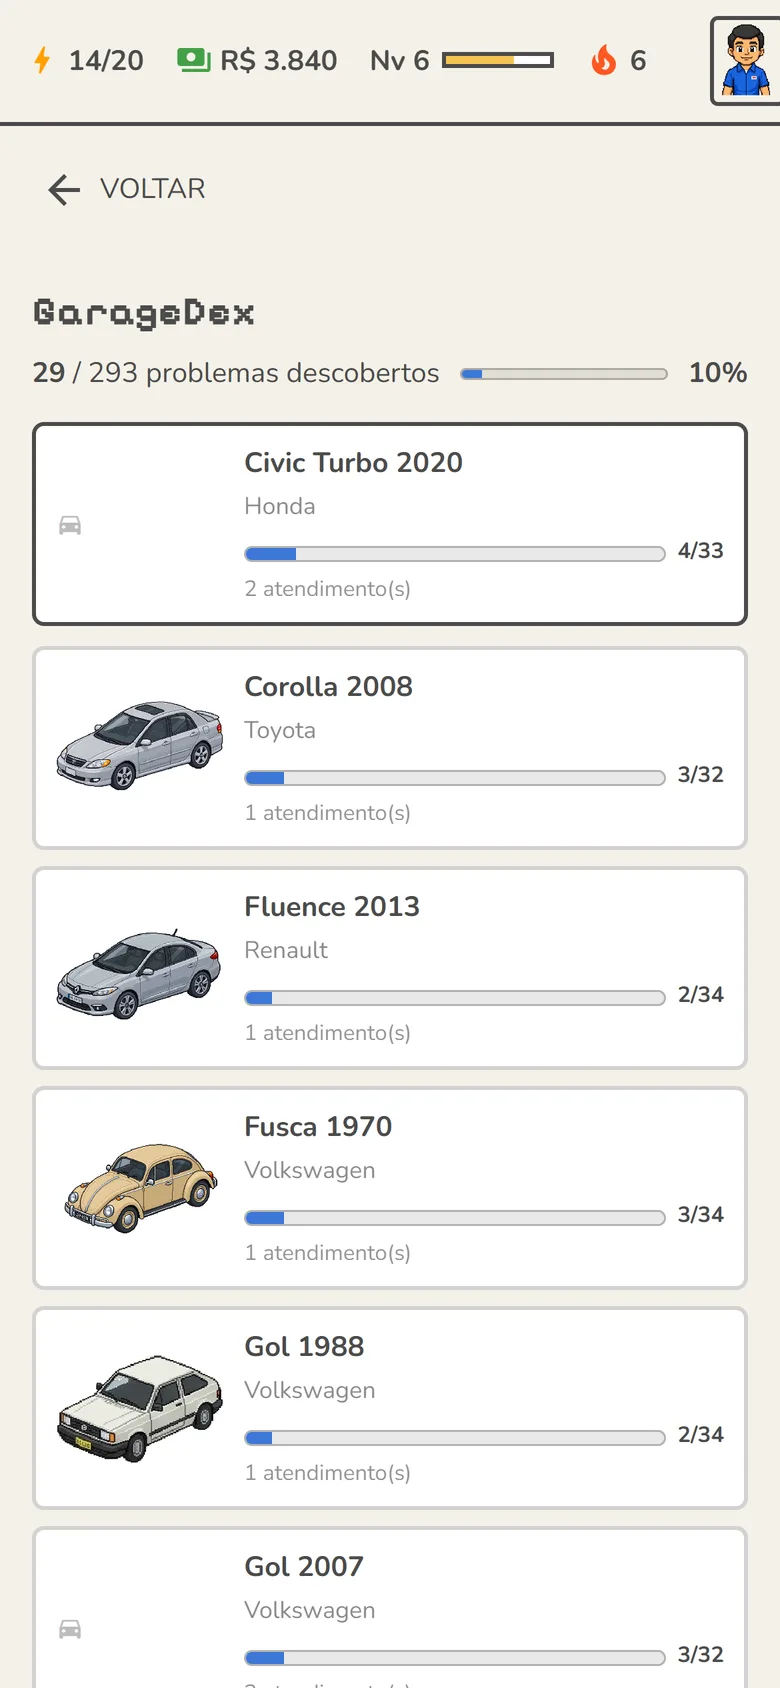 14/20 R$ 3.840 Nv 6 6
VOLTAR
GarageDex
29 / 293 problemas descobertos 10%
Civic Turbo 2020
Honda
4/33
2 atendimento(s)
Corolla 2008
Toyota
3/32
1 atendimento(s)
Fluence 2013
Renault
2/34
1 atendimento(s)
Fusca 1970
Volkswagen
3/34
1 atendimento(s)
Gol 1988
Volkswagen
2/34
1 atendimento(s)
Gol 2007
Volkswagen
3/32